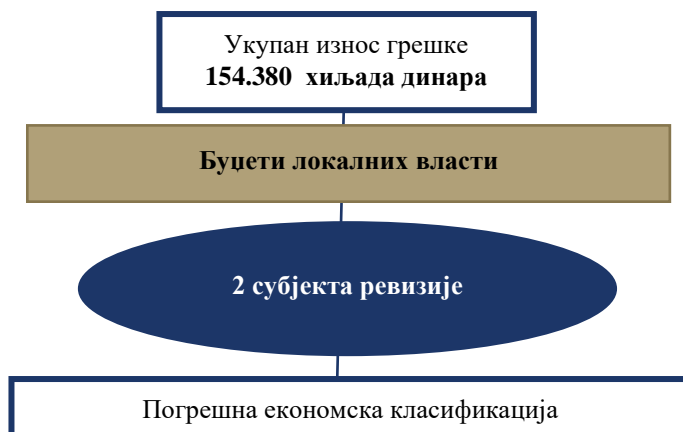 Укупан износ грешке
154.380 хиљада динара
Буџети локалних власти
2 субјекта ревизије
Погрешна економска класификација